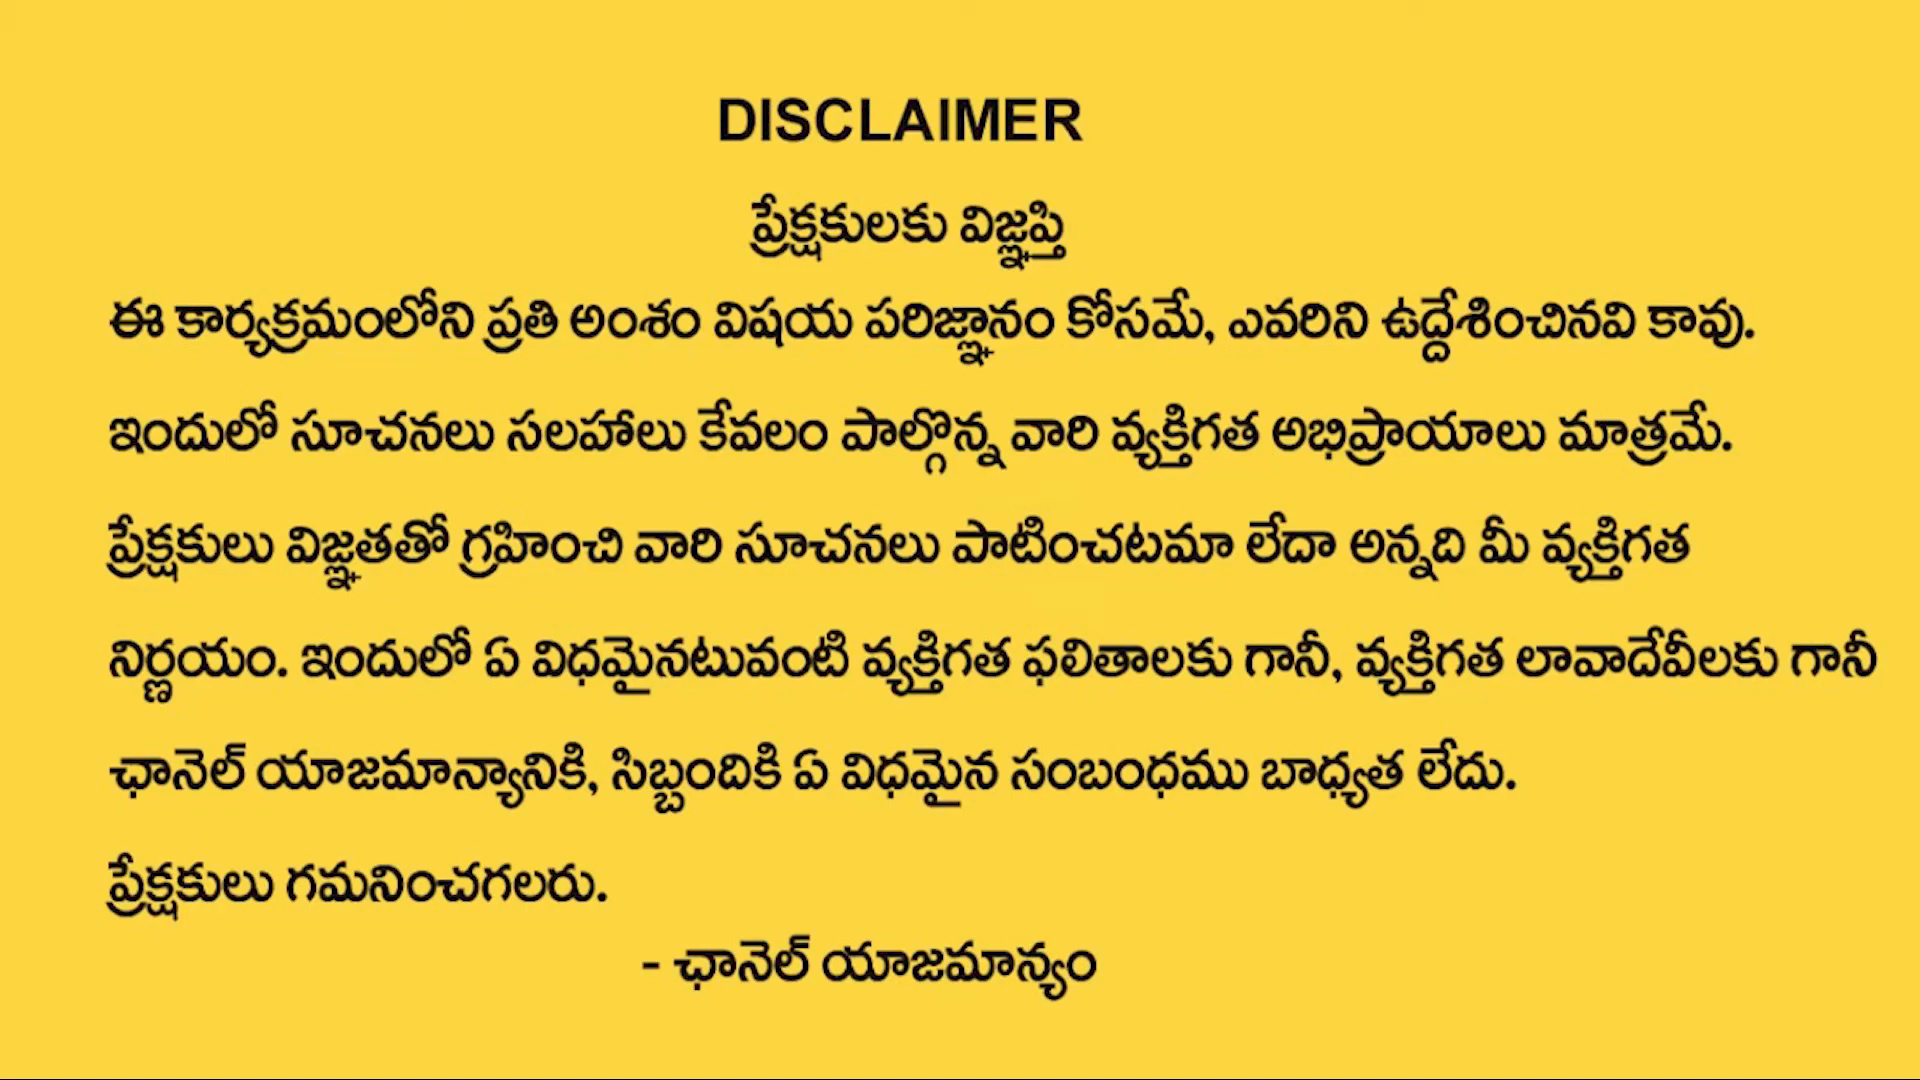 DISCLAIMER
ప్రేక్షకులకు విజ్ఞప్తి
ఈ కార్యక్రమంలోని ప్రతి అంశం విషయ పరిజ్ఞానం కోసమే, ఎవరిని ఉద్దేశించినవి కావు.
ఇందులో సూచనలు సలహాలు కేవలం పాల్గొన్న వారి వ్యక్తిగత అభిప్రాయాలు మాత్రమే.
ప్రేక్షకులు విజ్ఞతతో గ్రహించి వారి సూచనలు పాటించటమా లేదా అన్నది మీ వ్యక్తిగత
నిర్ణయం. ఇందులో ఏ విధమైనటువంటి వ్యక్తిగత ఫలితాలకు గానీ, వ్యక్తిగత లావాదేవీలకు గానీ
ఛానెల్ యాజమాన్యానికి, సిబ్బందికి ఏ విధమైన సంబంధము బాధ్యత లేదు.
ప్రేక్షకులు గమనించగలరు.
- ఛానెల్ యాజమాన్యం